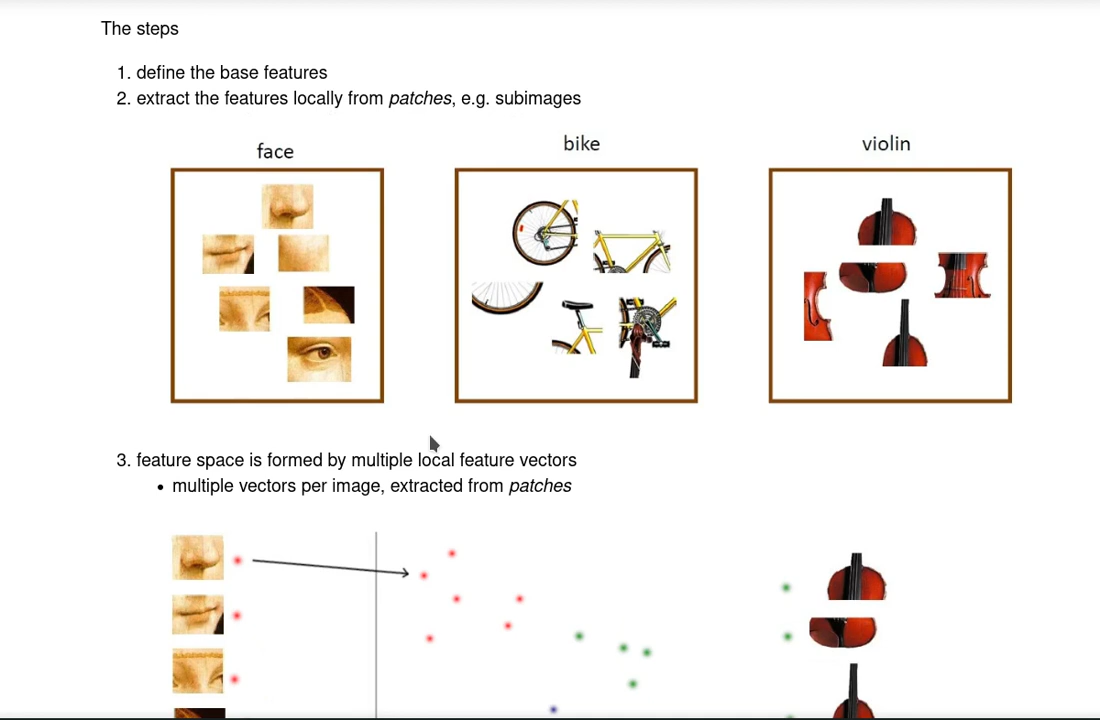 The steps
1. define the base features
2. extract the features locally from patches, e.g. subimages
face
bike
violin
3. feature space is formed by multiple local feature vectors
• multiple vectors per image, extracted from patches